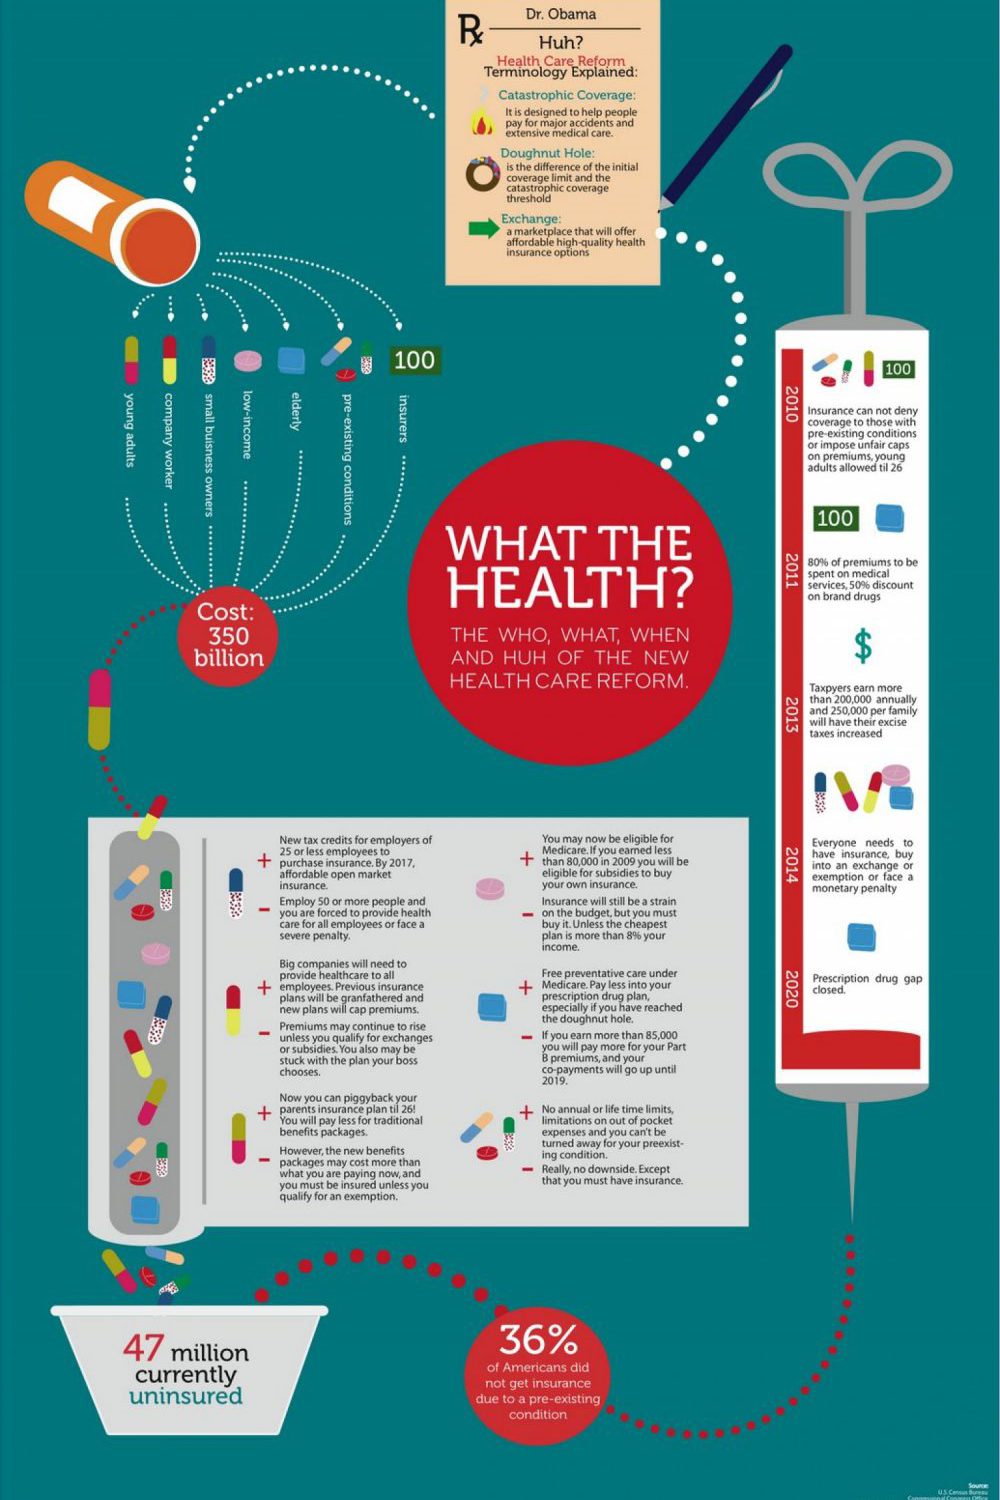 Rx
Dr. Obama
Huh?
Health Care Reform
Terminology Explained:
Catastrophic Coverage:
It is designed to help people
pay for major accidents and
extensive medical care.
Doughnut Hole:
is the difference of the initial
coverage limit and the
catastrophic coverage
threshold
Exchange:
a marketplace that will offer
affordable high-quality health
insurance options
100
young adults
company worker
small buisness owners
low-income
elderly
pre-existing conditions
insurers
Cost:
350
billion
WHAT THE
HEALTH?
THE WHO, WHAT, WHEN
AND HUH OF THE NEW
HEALTH CARE REFORM.
100
2010
Insurance can not deny
coverage to those with
pre-existing conditions
or impose unfair caps
on premiums, young
adults allowed til 26
100
2011
80% of premiums to be
spent on medical
services, 50% discount
on brand drugs
$
2013
Taxpyers earn more
than 200,000 annually
and 250,000 per family
will have their excise
taxes increased
2014
Everyone needs to
have insurance, buy
into an exchange or
exemption or face a
monetary penalty
2020
Prescription drug gap
closed.
+
New tax credits for employers of
25 or less employees to
purchase insurance. By 2017,
affordable open market
insurance.
–
Employ 50 or more people and
you are forced to provide health
care for all employees or face a
severe penalty.
+
Big companies will need to
provide healthcare to all
employees. Previous insurance
plans will be granfathered and
new plans will cap premiums.
–
Premiums may continue to rise
unless you qualify for exchanges
or subsidies. You also may be
stuck with the plan your boss
chooses.
+
Now you can piggyback your
parents insurance plan til 26!
You will pay less for traditional
benefits packages.
–
However, the new benefits
packages may cost more than
what you are paying now, and
you must be insured unless you
qualify for an exemption.
+
You may now be eligible for
Medicare. If you earned less
than 80,000 in 2009 you will be
eligible for subsidies to buy
your own insurance.
–
Insurance will still be a strain
on the budget, but you must
buy it. Unless the cheapest
plan is more than 8% your
income.
+
Free preventative care under
Medicare. Pay less into your
prescription drug plan,
especially if you have reached
the doughnut hole.
–
If you earn more than 85,000
you will pay more for your Part
B premiums, and your
co-payments will go up until
2019.
+
No annual or life time limits,
limitations on out of pocket
expenses and you can't be
turned away for your preexist-
ing condition.
–
Really, no downside. Except
that you must have insurance.
47 million
currently
uninsured
36%
of Americans did
not get insurance
due to a pre-existing
condition
Source:
U.S. Census Bureau
Congressional Congress Office